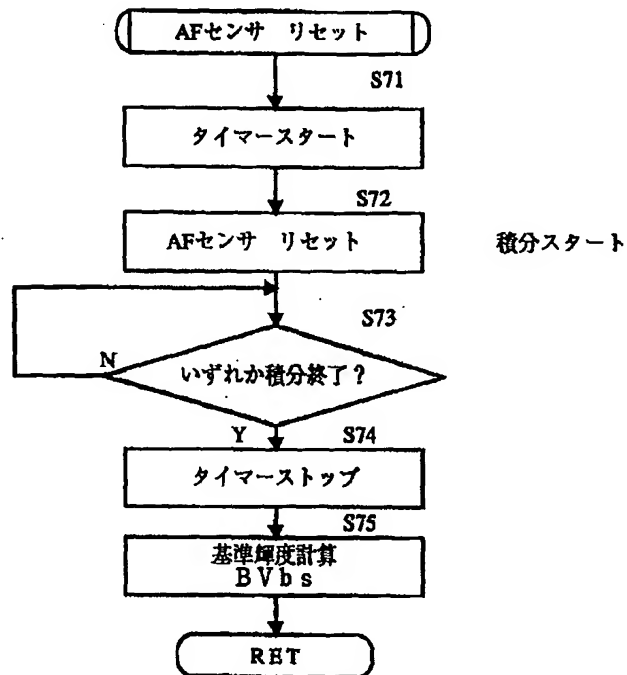 AFセンサ リセット
S71
タイマースタート
S72
AFセンサ リセット
積分スタート
S73
N
いずれか積分終了？
Y
S74
タイマーストップ
S75
基準輝度計算
BVbs
RET